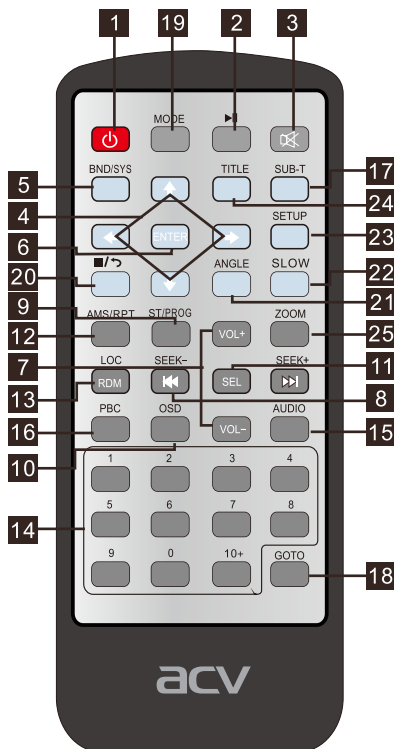 1 19 2 3
MODE ▶II
BND/SYS TITLE SUB-T
5 17
4 24
SETUP
ENTER
6 23
■/↶ ANGLE SLOW
20 22
9 21
AMS/RPT ST/PROG VOL+ ZOOM
12 25
7 11
LOC SEEK– SEEK+
RDM SEL
13 8
PBC OSD VOL– AUDIO
16 15
10
1 2 3 4
5 6 7 8
14
9 0 10+ GOTO
18
acv